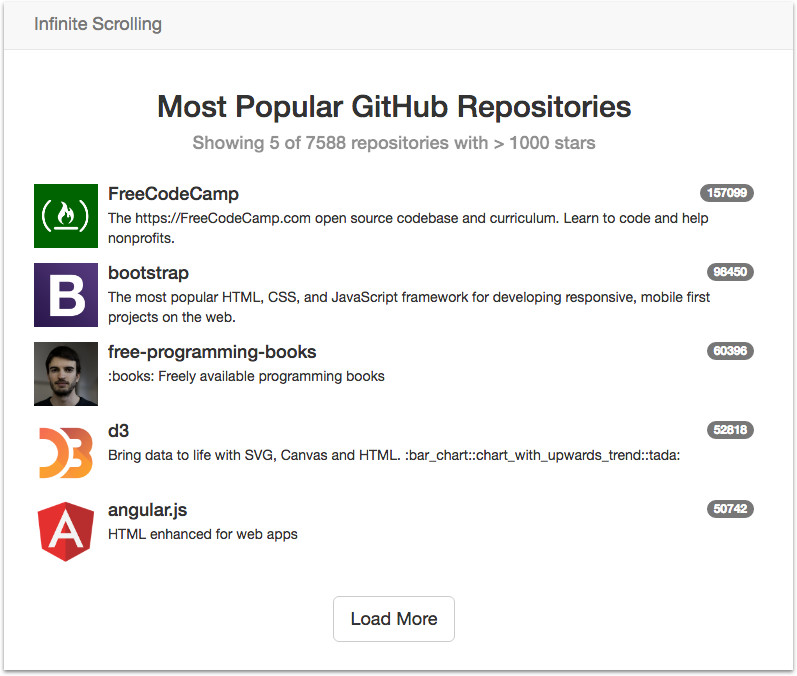 Infinite Scrolling
Most Popular GitHub Repositories
Showing 5 of 7588 repositories with > 1000 stars
FreeCodeCamp 157099
The https://FreeCodeCamp.com open source codebase and curriculum. Learn to code and help
nonprofits.
B
bootstrap 98450
The most popular HTML, CSS, and JavaScript framework for developing responsive, mobile first
projects on the web.
free-programming-books 60396
:books: Freely available programming books
D3
d3 52818
Bring data to life with SVG, Canvas and HTML. :bar_chart::chart_with_upwards_trend::tada:
A
angular.js 50742
HTML enhanced for web apps
Load More